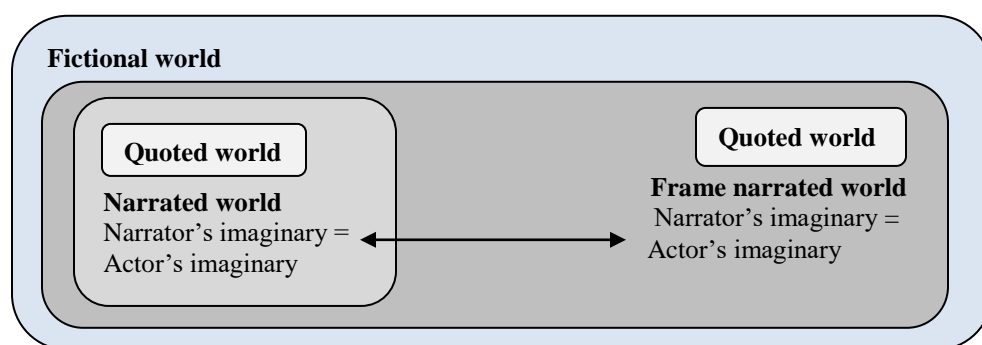 Fictional world
Quoted world
Narrated world
Narrator’s imaginary =
Actor’s imaginary
Quoted world
Frame narrated world
Narrator’s imaginary =
Actor’s imaginary